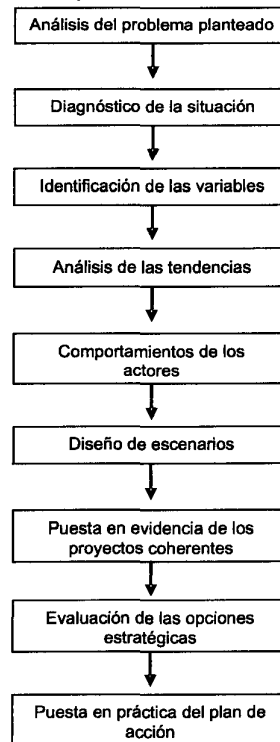 Análisis del problema planteado
Diagnóstico de la situación
Identificación de las variables
Análisis de las tendencias
Comportamientos de los
actores
Diseño de escenarios
Puesta en evidencia de los
proyectos coherentes
Evaluación de las opciones
estratégicas
Puesta en práctica del plan de
acción